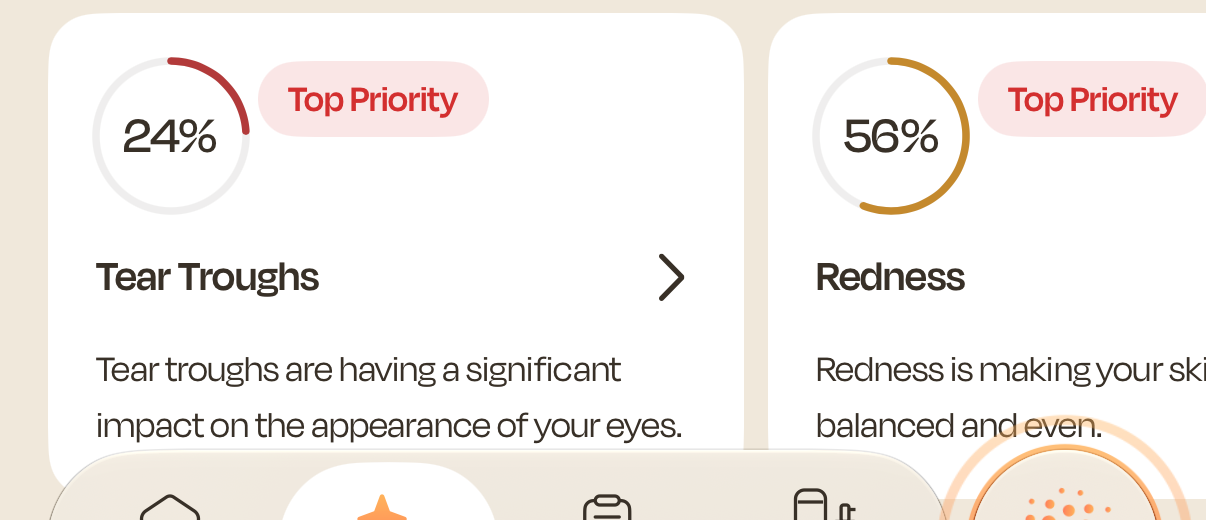 24%
Top Priority
Tear Troughs
Tear troughs are having a significant
impact on the appearance of your eyes.
56%
Top Priority
Redness
Redness is making your
balanced and even.